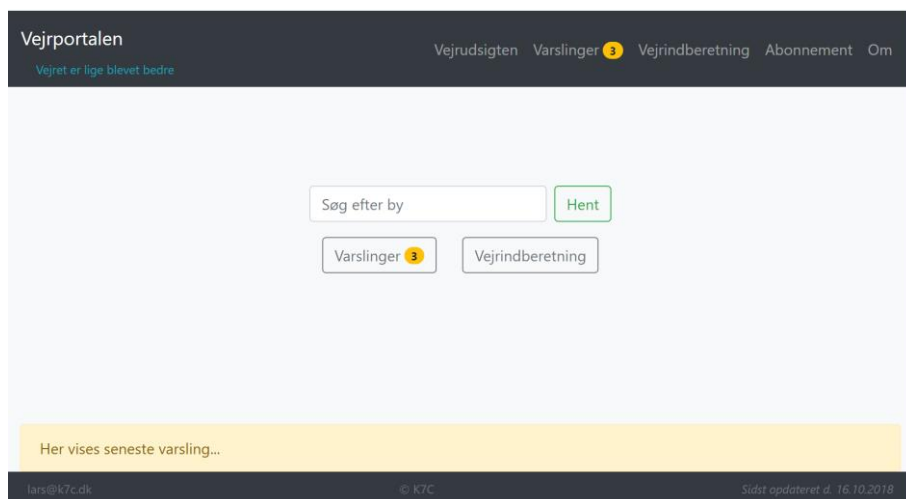 Vejrportalen
Vejret er lige blevet bedre
Vejrudsigten Varslinger 3 Vejrindberetning Abonnement Om
Søg efter by Hent
Varslinger 3 Vejrindberetning
Her vises seneste varsling...
lars@k7c.dk © K7C Sidst opdateret d. 16.10.2018